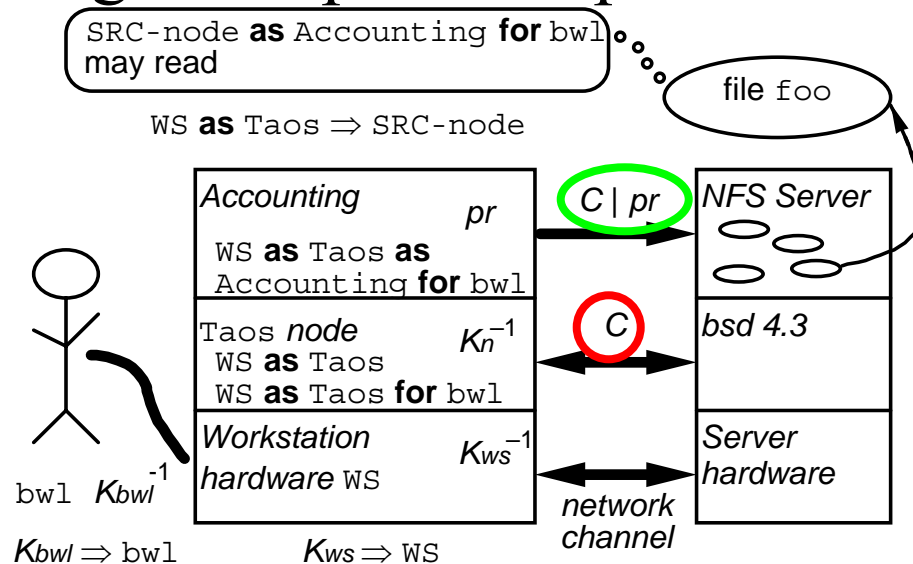 SRC-node as Accounting for bwl
may read
file foo
WS as Taos ⇒ SRC-node
Accounting
pr
WS as Taos as
Accounting for bwl
C | pr
NFS Server
Taos node
Kn⁻¹
WS as Taos
WS as Taos for bwl
C
bsd 4.3
Workstation
hardware WS
Kws⁻¹
Server
hardware
network
channel
bwl Kbwl⁻¹
Kbwl ⇒ bwl
Kws ⇒ WS